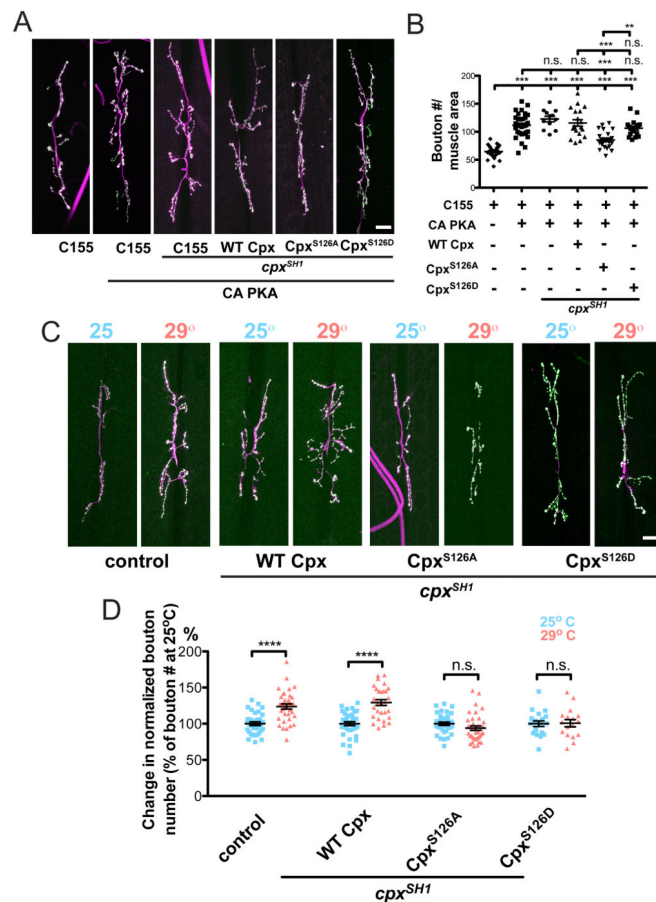 A
C155
C155
C155
WT Cpx
Cpx^S126A
Cpx^S126D
cpx^SH1
CA PKA
B
Bouton #/
muscle area
**
*** n.s.
n.s. n.s. *** n.s.
*** *** *** *** ***
200
150
100
50
0
C155 + + + + + +
CA PKA - + + + + +
WT Cpx - - - + - -
Cpx^S126A - - - - + -
Cpx^S126D - - - - - +
cpx^SH1
C
25 29° 25° 29° 25° 29° 25° 29°
control WT Cpx Cpx^S126A Cpx^S126D
cpx^SH1
D
Change in normalized bouton
number (% of bouton # at 25°C)
%
200
150
100
50
0
25° C
29° C
**** **** n.s. n.s.
control
WT Cpx
Cpx^S126A
Cpx^S126D
cpx^SH1